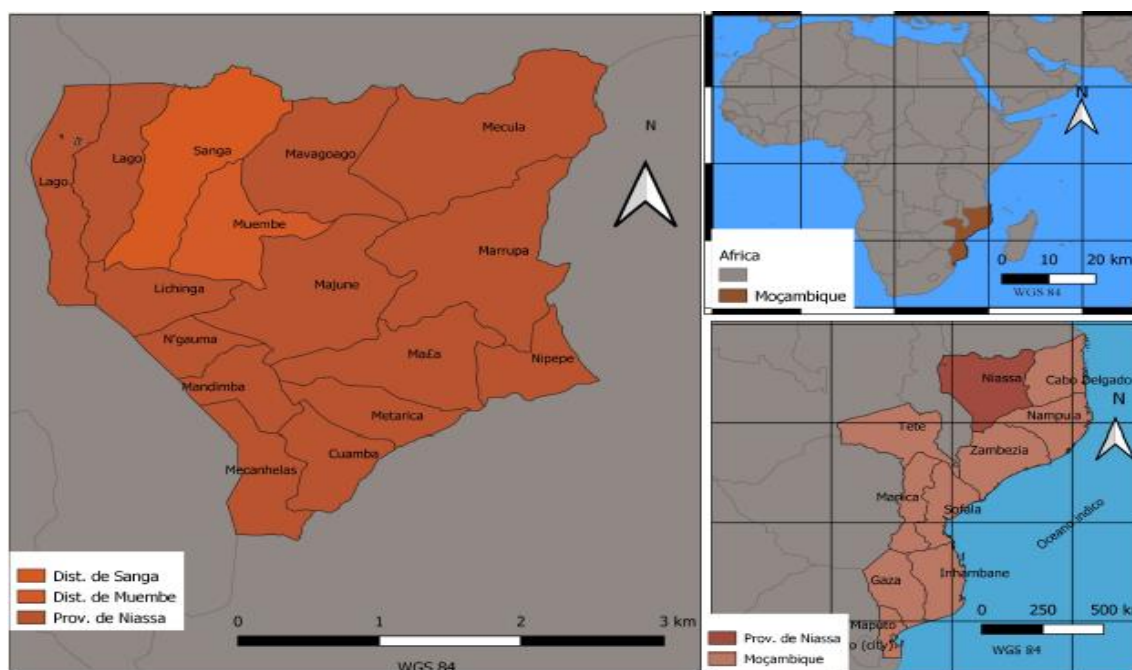 Mecula
N
Lago
Sanga
Mavagoago
Lago
Muembe
Marrupa
Lichinga
Majune
N'gauma
Ma£a
Nipepe
Mandimba
Metarica
Cuamba
Mecanhelas
Dist. de Sanga
Dist. de Muembe
Prov. de Niassa
0 1 2 3 km
WGS 84
N
Africa
Moçambique
0 10 20 km
WGS 84
Niassa
Cabo Delgado
N
Nampula
Tete
Zambezia
Manica
Sofala
Oceano indico
Gaza
Inhambane
0 250 500 k
Maputo
o (city)
Prov. de Niassa
Moçambique
WGS 84